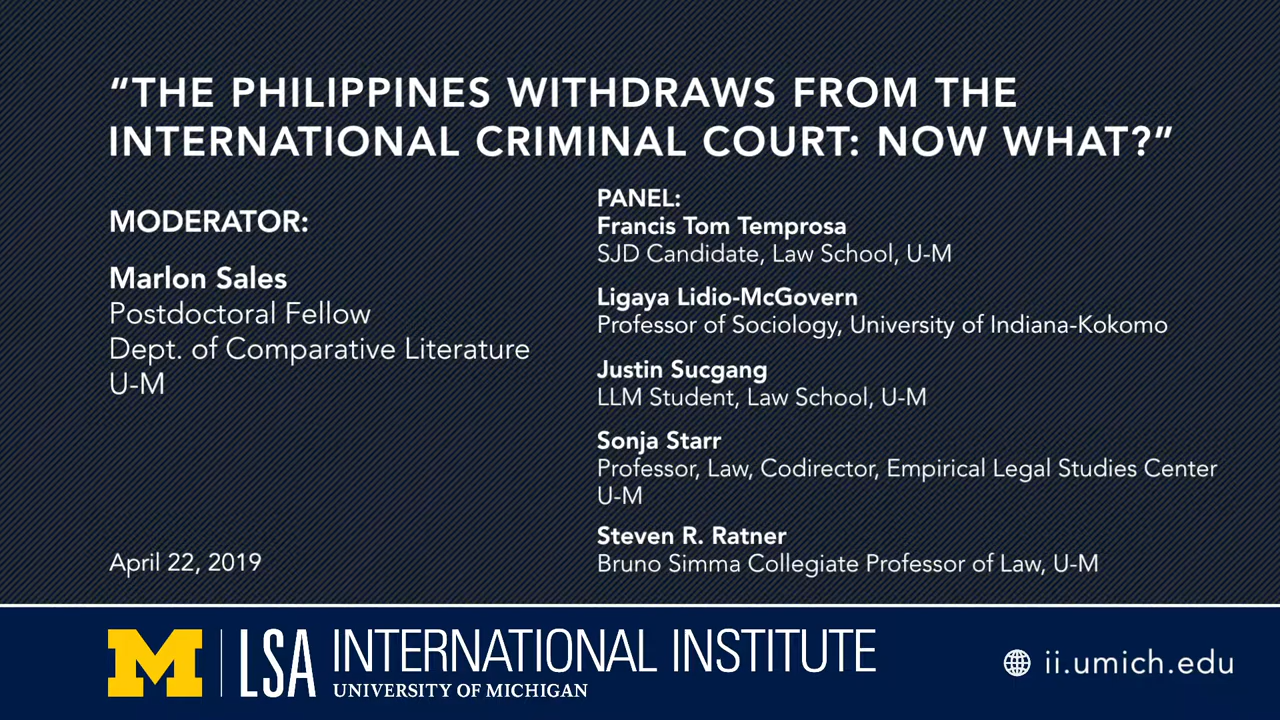 “THE PHILIPPINES WITHDRAWS FROM THE
INTERNATIONAL CRIMINAL COURT: NOW WHAT?”
MODERATOR:
Marlon Sales
Postdoctoral Fellow
Dept. of Comparative Literature
U-M
April 22, 2019
PANEL:
Francis Tom Temprosa
SJD Candidate, Law School, U-M
Ligaya Lidio-McGovern
Professor of Sociology, University of Indiana-Kokomo
Justin Sucgang
LLM Student, Law School, U-M
Sonja Starr
Professor, Law, Codirector, Empirical Legal Studies Center
U-M
Steven R. Ratner
Bruno Simma Collegiate Professor of Law, U-M
M LSA INTERNATIONAL INSTITUTE
UNIVERSITY OF MICHIGAN
ii.umich.edu